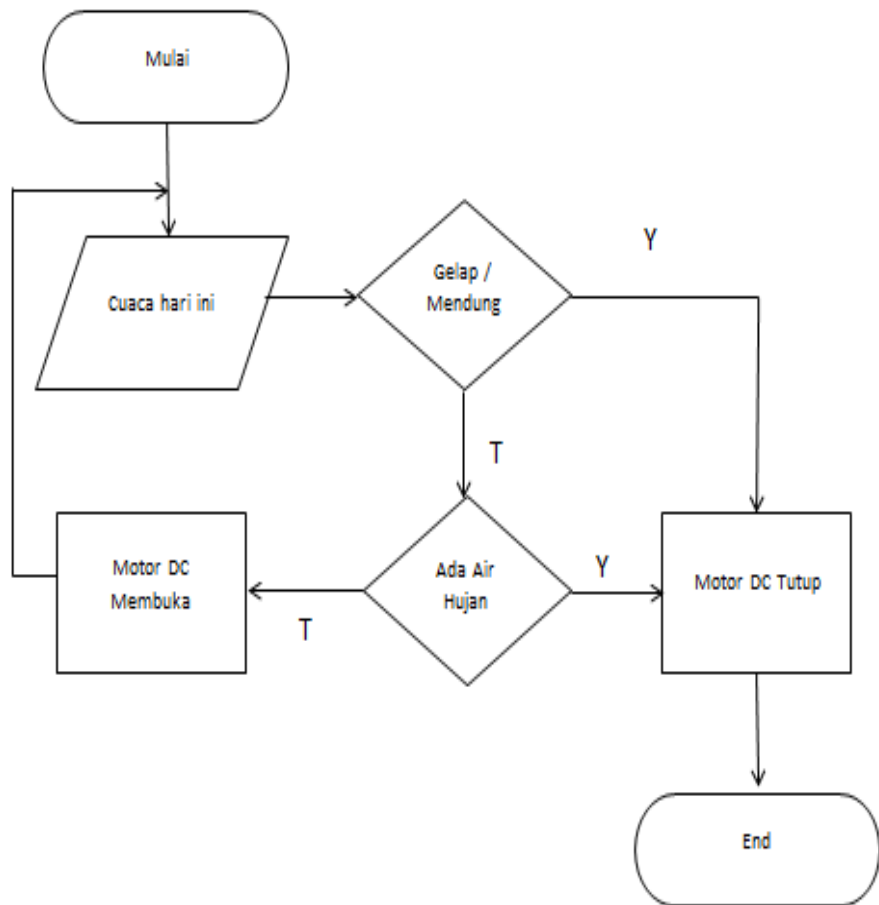 Mulai
Cuaca hari ini
Gelap /
Mendung
Y
T
Motor DC
Membuka
T
Ada Air
Hujan
Y
Motor DC Tutup
End